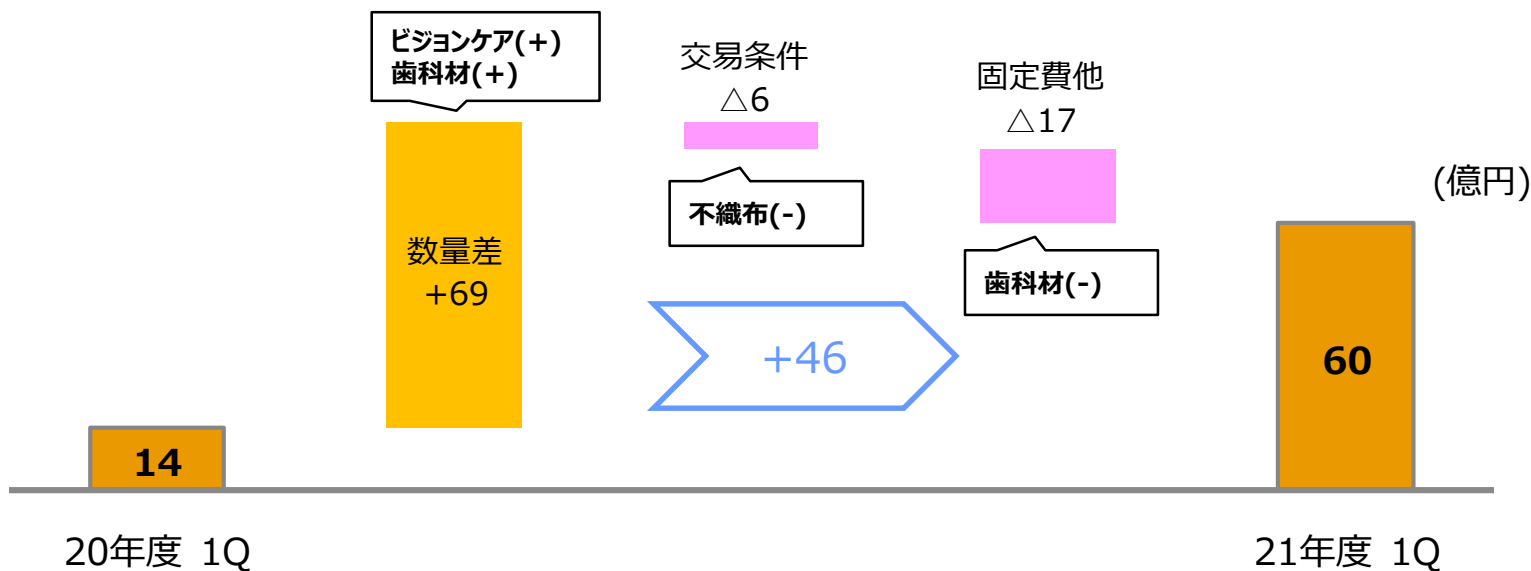 ビジョンケア(+)
歯科材(+)
交易条件
△6
固定費他
△17
(億円)
不織布(-)
数量差
+69
歯科材(-)
+46
60
14
20年度 1Q
21年度 1Q